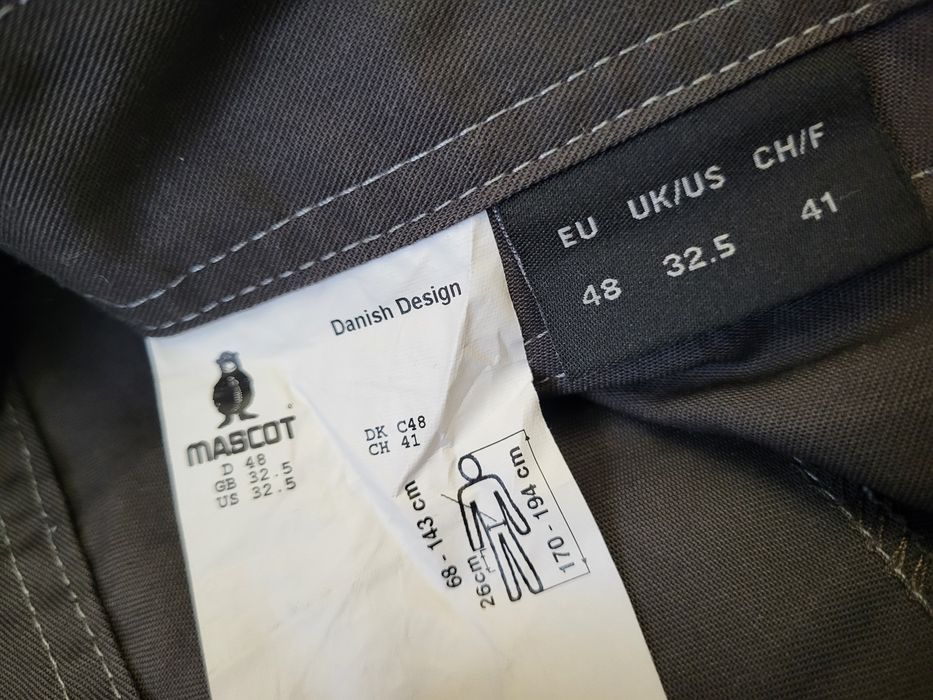 EU UK/US CH/F
48 32.5 41
Danish Design
MASCOT
D 48
GB 32.5
US 32.5
DK C48
CH 41
68 - 143 cm
26cm
170 - 194 cm